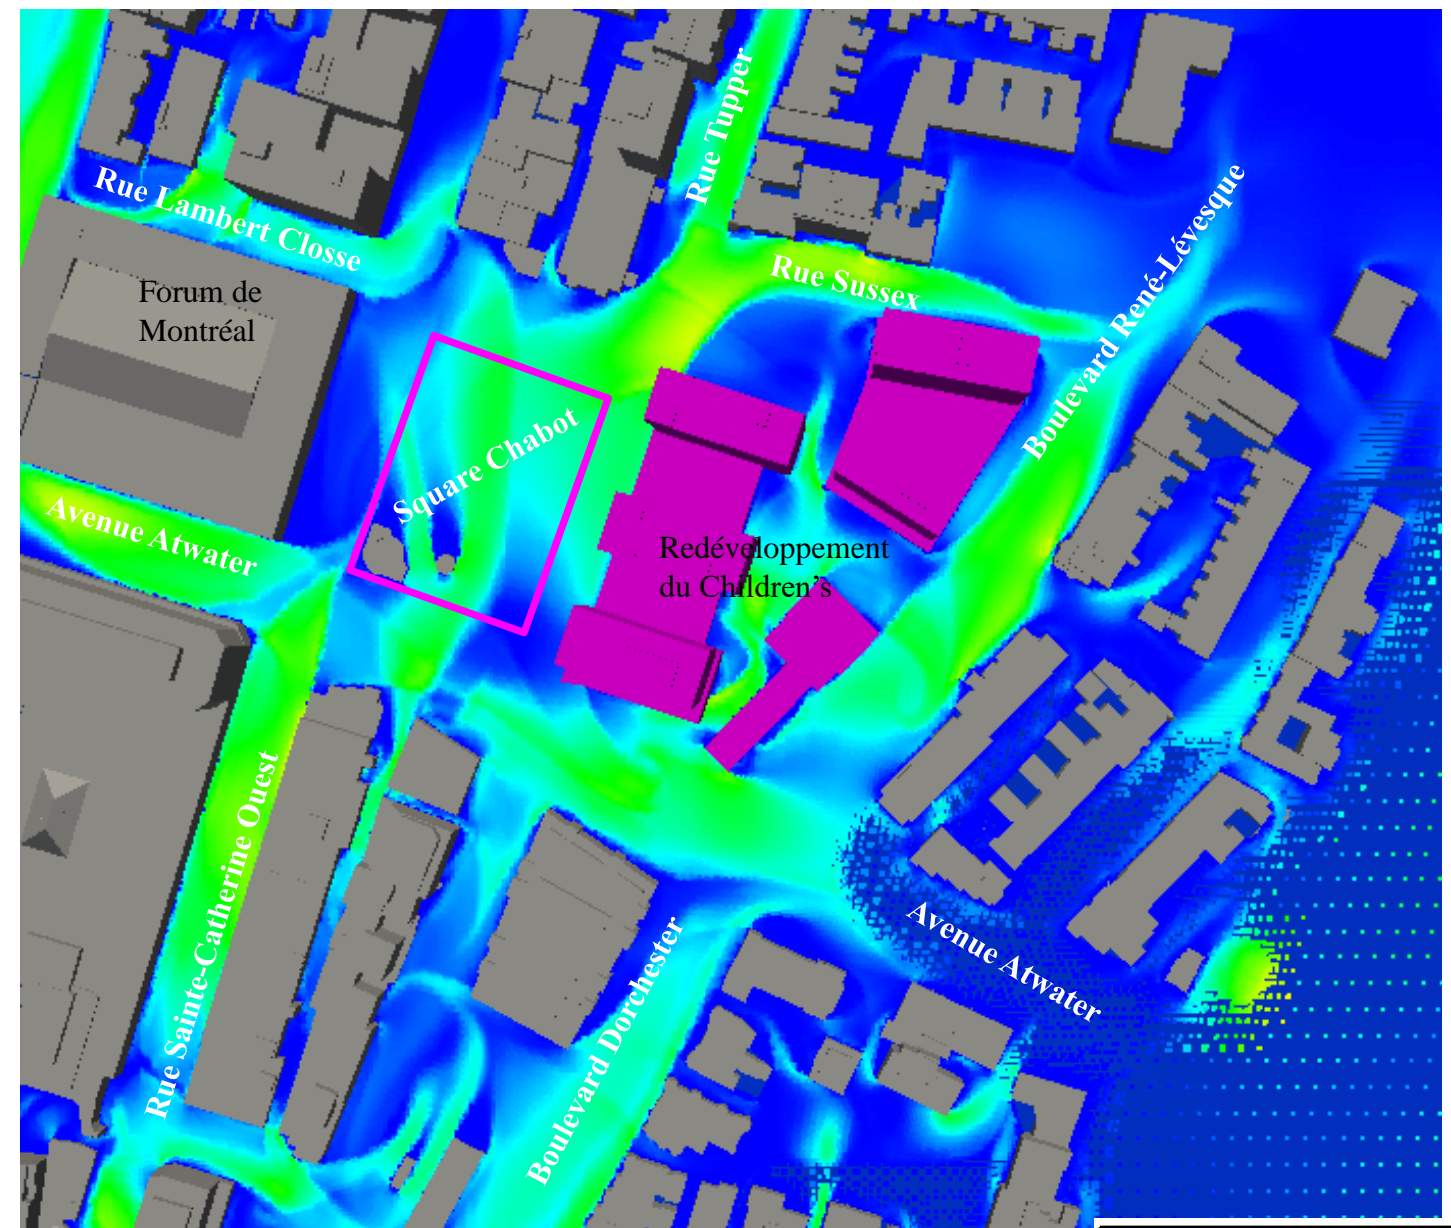 Rue Tupper
Rue Lambert Closse
Boulevard René-Lévesque
Rue Sussex
Forum de
Montréal
Square Chabot
Avenue Atwater
Redéveloppement
du Children's
Rue Sainte-Catherine Ouest
Boulevard Dorchester
Avenue Atwater